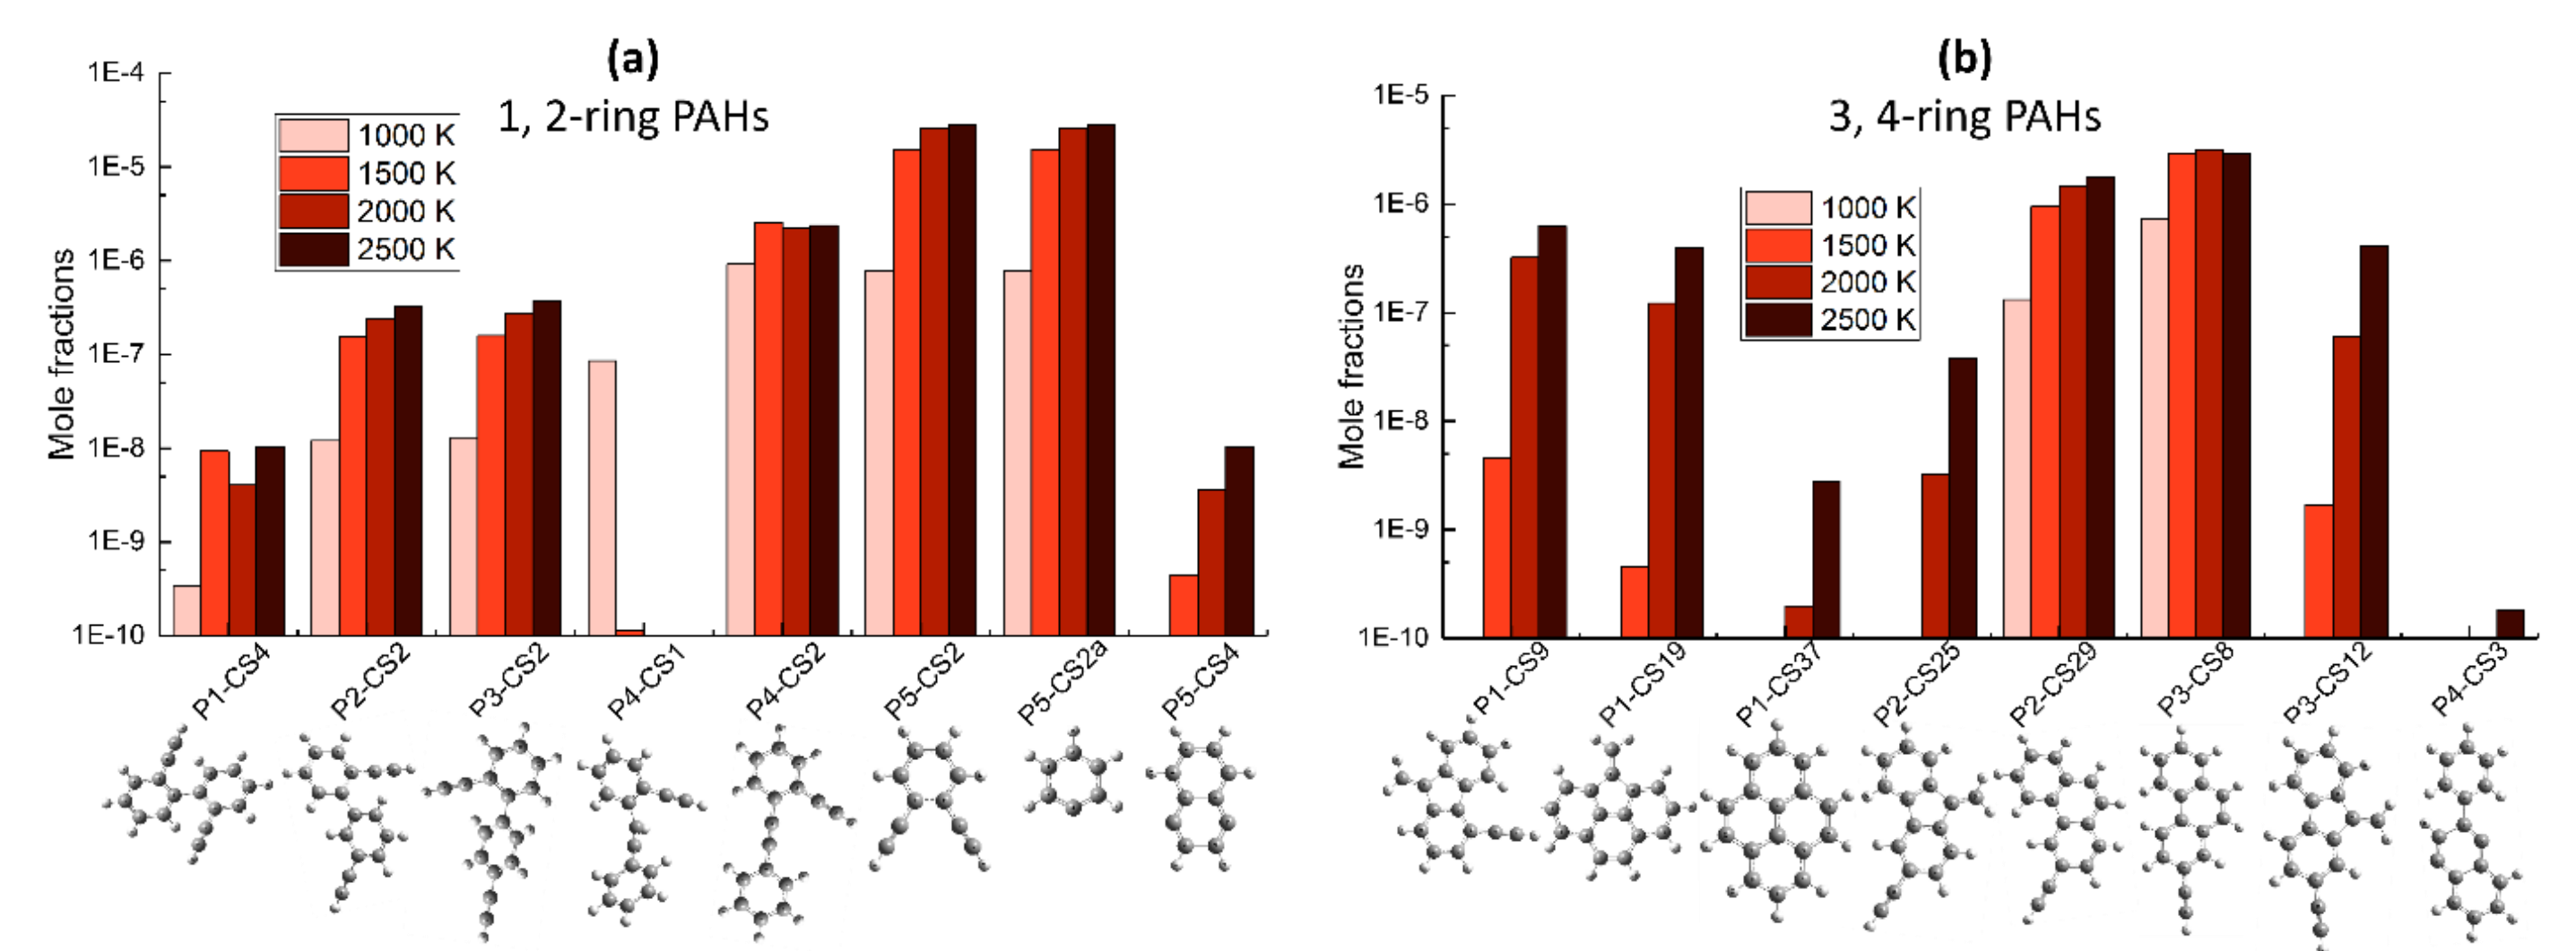 (a)
1, 2-ring PAHs
1E-4
1E-5
1E-6
1E-7
1E-8
1E-9
1E-10
Mole fractions
1000 K
1500 K
2000 K
2500 K
P1-CS4
P2-CS2
P3-CS2
P4-CS1
P4-CS2
P5-CS2
P5-CS2a
P5-CS4
(b)
3, 4-ring PAHs
1E-5
1E-6
1E-7
1E-8
1E-9
1E-10
Mole fractions
1000 K
1500 K
2000 K
2500 K
P1-CS9
P1-CS19
P1-CS37
P2-CS25
P2-CS29
P3-CS8
P3-CS12
P4-CS3